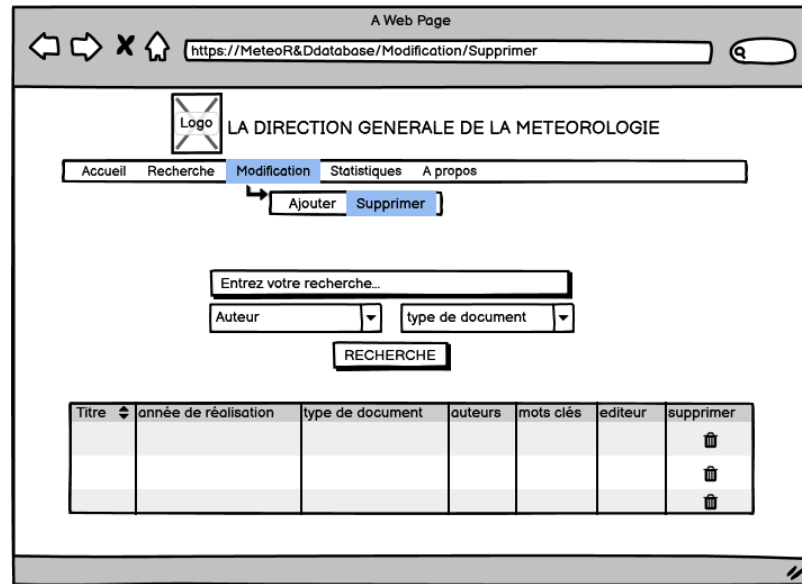 A Web Page
https://MeteoR&Ddatabase/Modification/Supprimer
Logo
LA DIRECTION GENERALE DE LA METEOROLOGIE
Accueil Recherche Modification Statistiques A propos
Ajouter Supprimer
Entrez votre recherche...
Auteur type de document
RECHERCHE
Titre année de réalisation type de document auteurs mots clés editeur supprimer